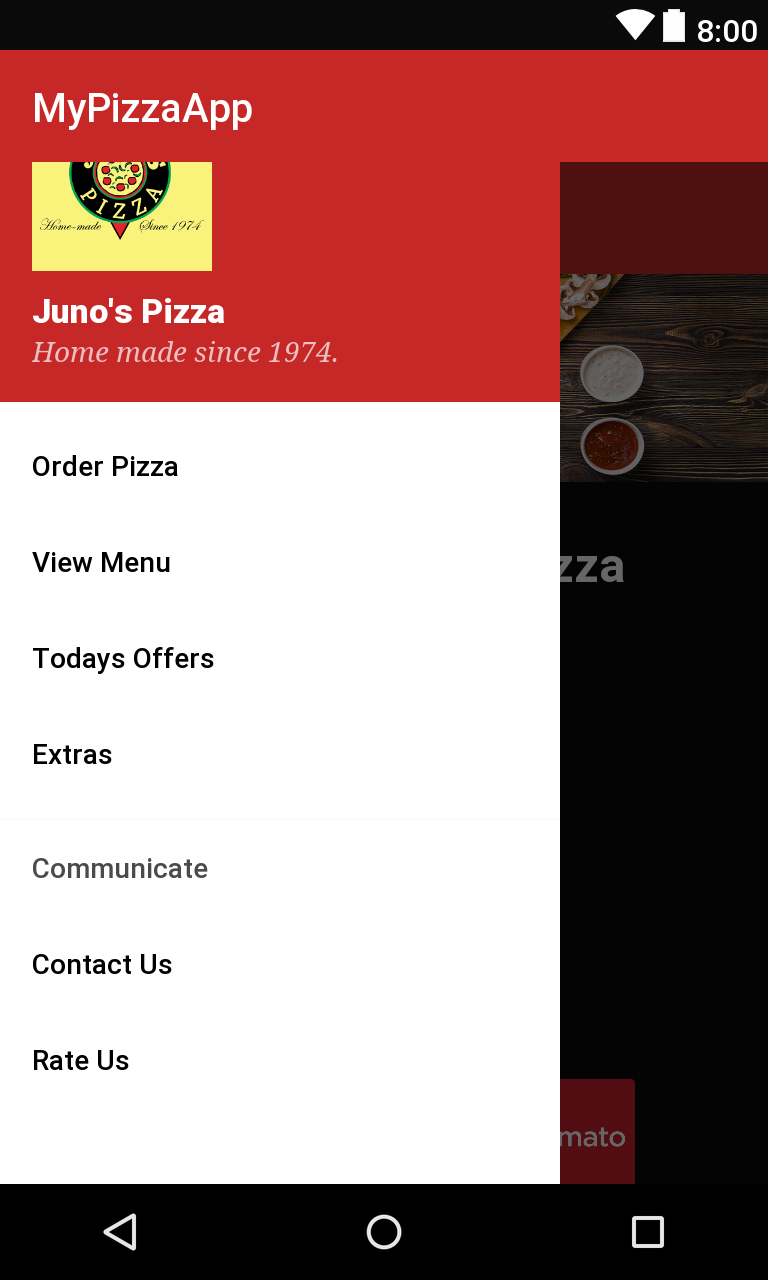 8:00
MyPizzaApp
PIZZA
Home-made Since 1974
Juno's Pizza
Home made since 1974.
Order Pizza
View Menu
zza
Todays Offers
Extras
Communicate
Contact Us
Rate Us
mato